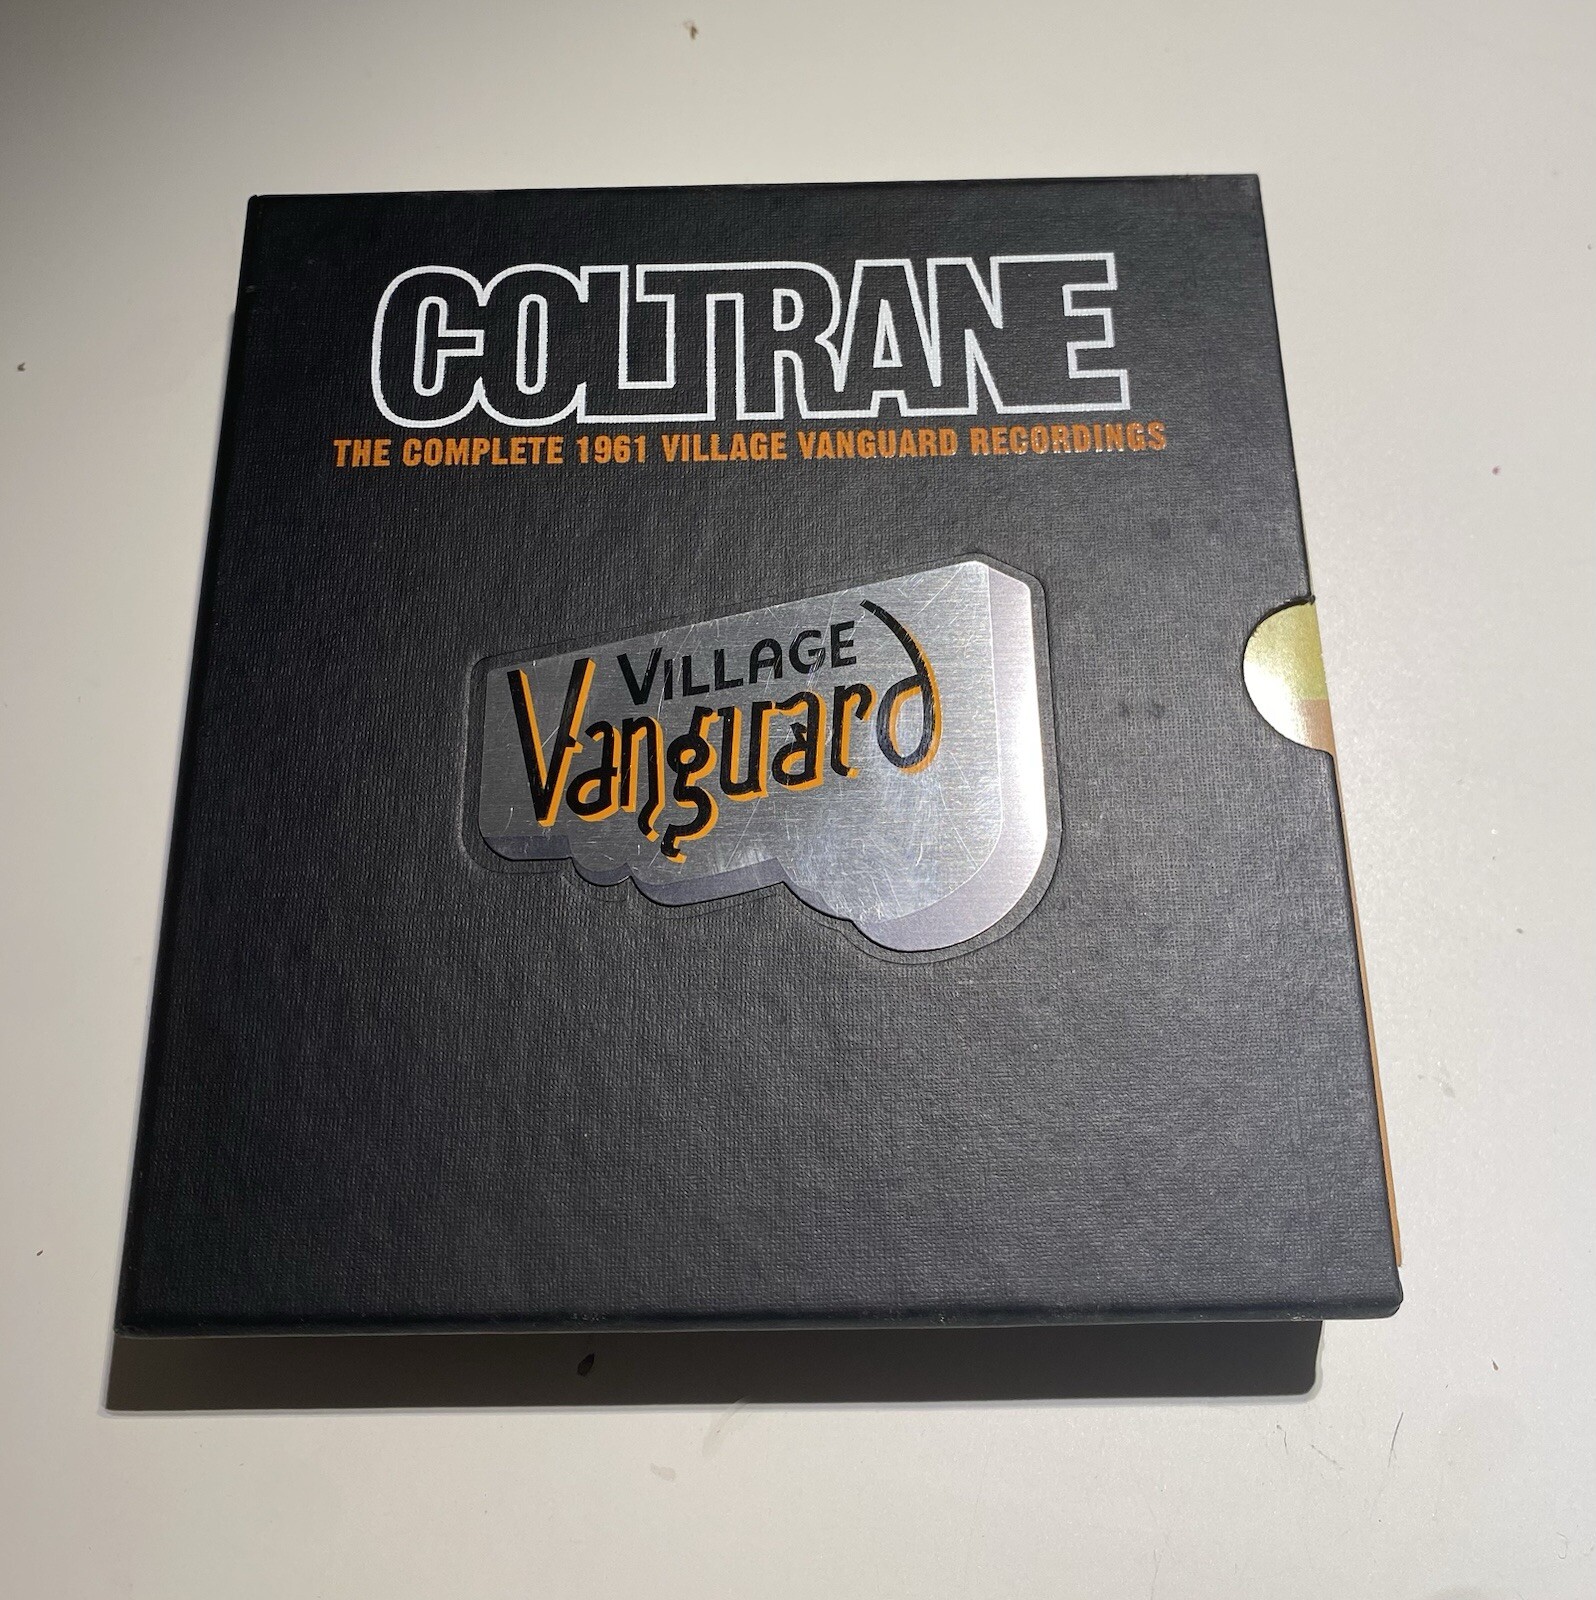 COLTRANE
THE COMPLETE 1961 VILLAGE VANGUARD RECORDINGS
VILLAGE
Vanguard